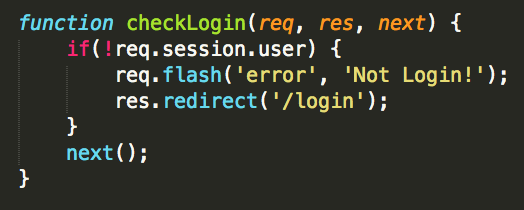 function checkLogin(req, res, next) {
    if(!req.session.user) {
        req.flash('error', 'Not Login!');
        res.redirect('/login');
    }
    next();
}